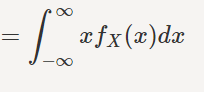 = ∫_{-∞}^{∞} x f_X(x) dx